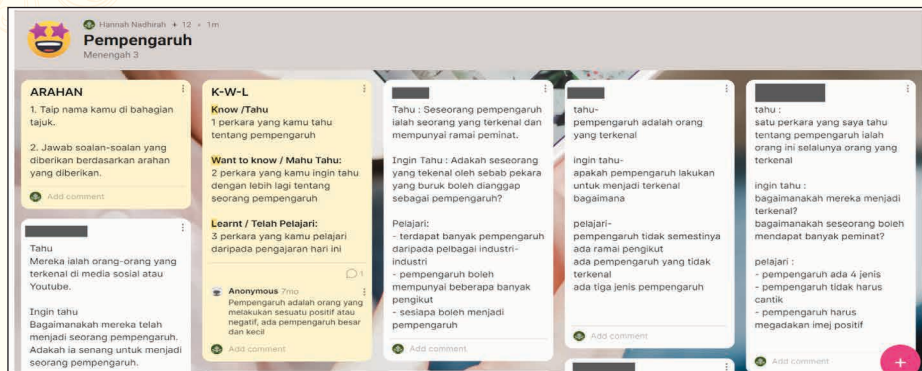 Hannah Nadhirah + 12 • 1m
Pempengaruh
Menengah 3
ARAHAN
1. Taip nama kamu di bahagian
tajuk.
2. Jawab soalan-soalan yang
diberikan berdasarkan arahan
yang diberikan.
Add comment
Tahu
Mereka ialah orang-orang yang
terkenal di media sosial atau
Youtube.
Ingin tahu
Bagaimanakah mereka telah
menjadi seorang pempengaruh.
Adakah ia senang untuk menjadi
seorang pempengaruh.
K-W-L
Know /Tahu
1 perkara yang kamu tahu
tentang pempengaruh
Want to know / Mahu Tahu:
2 perkara yang kamu ingin tahu
dengan lebih lagi tentang
seorang pempengaruh
Learnt / Telah Pelajari:
3 perkara yang kamu pelajari
daripada pengajaran hari ini
1
Anonymous 7mo
Pempengaruh adalah orang yang
melakukan sesuatu positif atau
negatif, ada pempengaruh besar
dan kecil
Add comment
Tahu : Seseorang pempengaruh
ialah seorang yang terkenal dan
mempunyai ramai peminat.
Ingin Tahu : Adakah seseorang
yang tekenal oleh sebab pekara
yang buruk boleh dianggap
sebagai pempengaruh?
Pelajari:
- terdapat banyak pempengaruh
daripada pelbagai industri-
industri
- pempengaruh boleh
mempunyai beberapa banyak
pengikut
- sesiapa boleh menjadi
pempengaruh
Add comment
tahu-
pempengaruh adalah orang
yang terkenal
ingin tahu-
apakah pempengaruh lakukan
untuk menjadi terkenal
bagaimana
pelajari-
pempengaruh tidak semestinya
ada ramai pengikut
ada pempengaruh yang tidak
terkenal
ada tiga jenis pempengaruh
Add comment
tahu :
satu perkara yang saya tahu
tentang pempengaruh ialah
orang ini selalunya orang yang
terkenal
ingin tahu :
bagaimanakah mereka menjadi
terkenal?
bagaimanakah seseorang boleh
mendapat banyak peminat?
pelajari :
- pempengaruh ada 4 jenis
- pempengaruh tidak harus
cantik
- pempengaruh harus
megadakan imej positif
Add comment